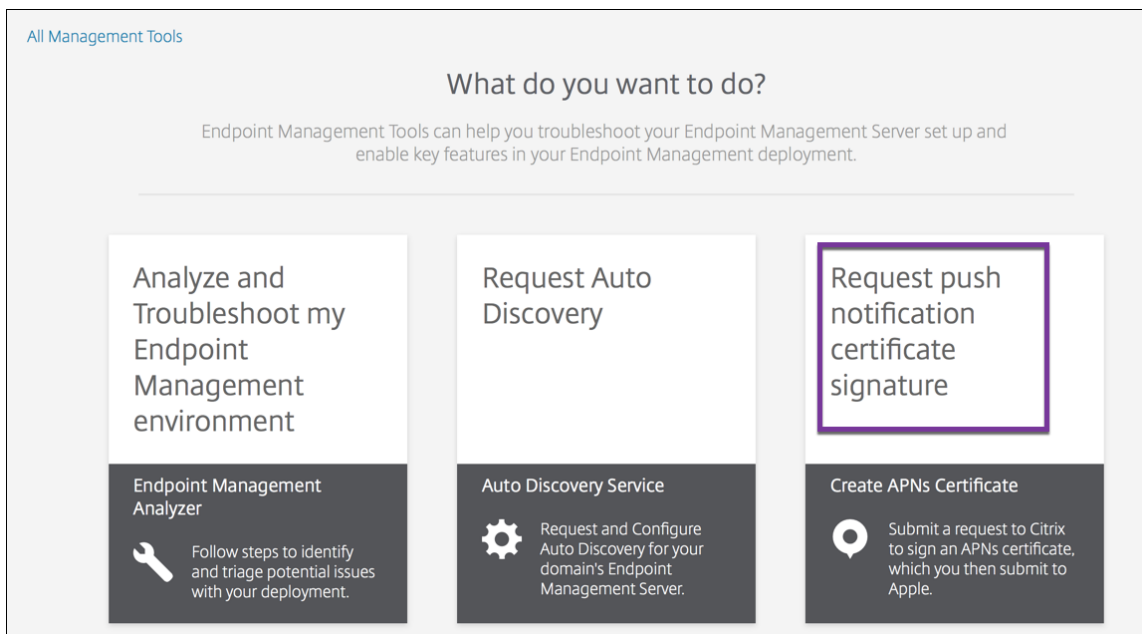 All Management Tools
What do you want to do?
Endpoint Management Tools can help you troubleshoot your Endpoint Management Server set up and
enable key features in your Endpoint Management deployment.
Analyze and
Troubleshoot my
Endpoint
Management
environment
Endpoint Management
Analyzer
Follow steps to identify
and triage potential issues
with your deployment.
Request Auto
Discovery
Auto Discovery Service
Request and Configure
Auto Discovery for your
domain's Endpoint
Management Server.
Request push
notification
certificate
signature
Create APNs Certificate
Submit a request to Citrix
to sign an APNs certificate,
which you then submit to
Apple.